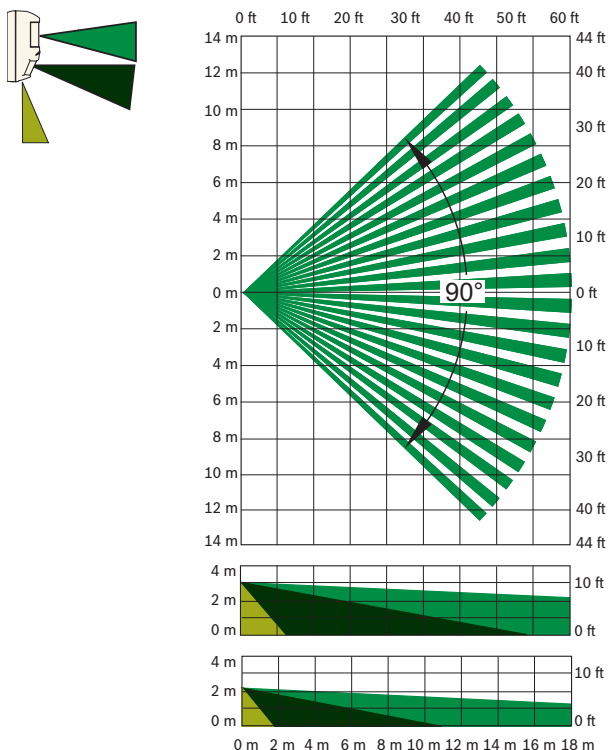 0 ft 10 ft 20 ft 30 ft 40 ft 50 ft 60 ft
14 m 44 ft
12 m 40 ft
10 m
8 m 30 ft
6 m 20 ft
4 m
2 m 10 ft
0 m 90° 0 ft
2 m
4 m 10 ft
6 m 20 ft
8 m 30 ft
10 m
12 m 40 ft
14 m 44 ft
4 m
10 ft
2 m
0 m 0 ft
4 m
10 ft
2 m
0 m 0 ft
0 m 2 m 4 m 6 m 8 m 10 m 12 m 14 m 16 m 18 m